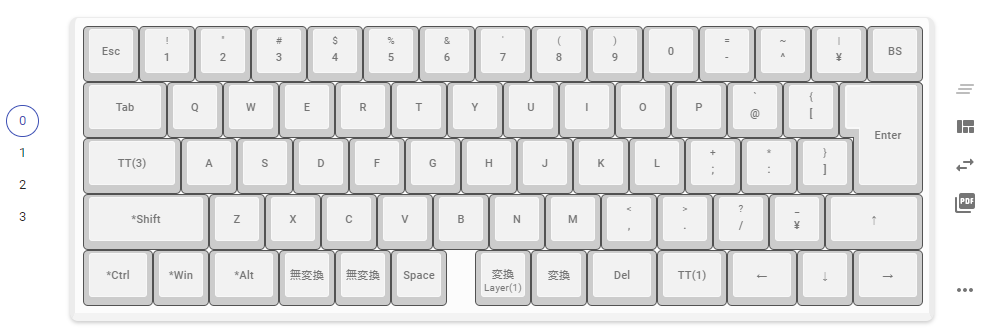 Esc ! 1 " 2 # 3 $ 4 % 5 & 6 ' 7 ( 8 ) 9 0 = - ~ ^ | ¥ BS
Tab Q W E R T Y U I O P ` @ { [ Enter
TT(3) A S D F G H J K L + ; * : } ]
*Shift Z X C V B N M < , > . ? / _ ¥ ↑
*Ctrl *Win *Alt 無変換 無変換 Space 変換 Layer(1) 変換 Del TT(1) ← ↓ →
0
1
2
3
PDF